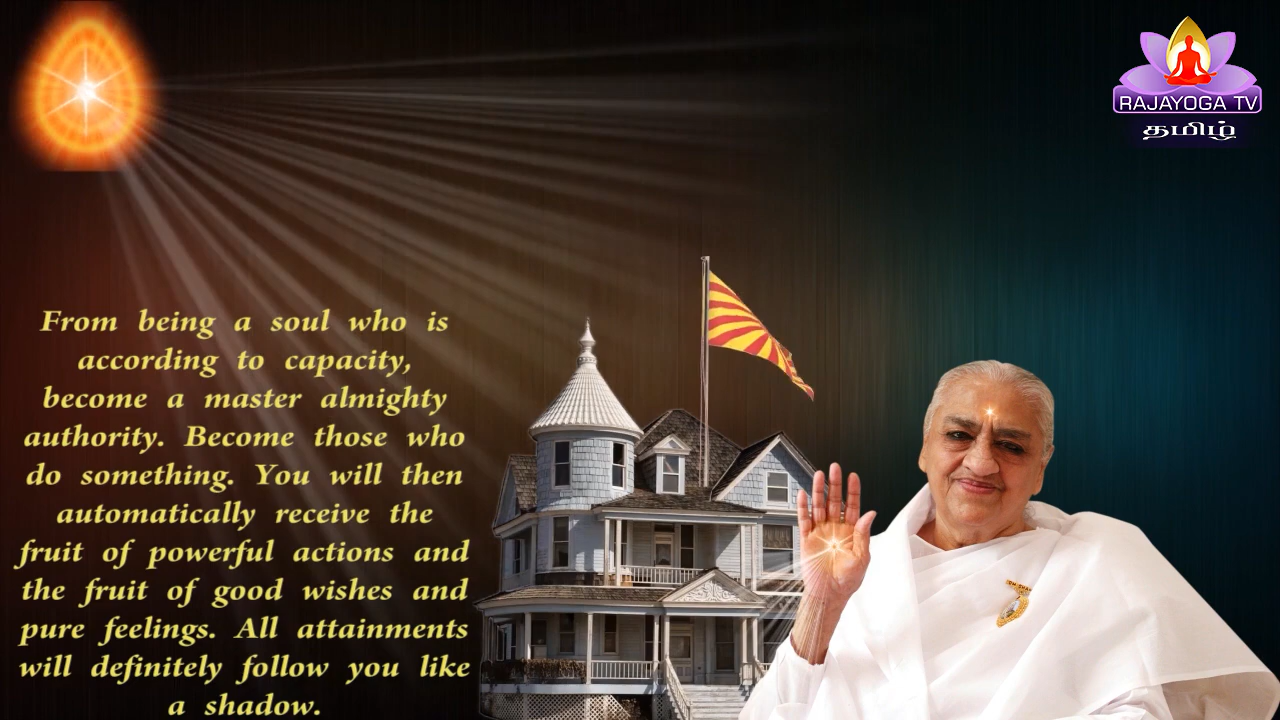 RAJAYOGA TV
தமிழ்
From being a soul who is
according to capacity,
become a master almighty
authority. Become those who
do something. You will then
automatically receive the
fruit of powerful actions and
the fruit of good wishes and
pure feelings. All attainments
will definitely follow you like
a shadow.